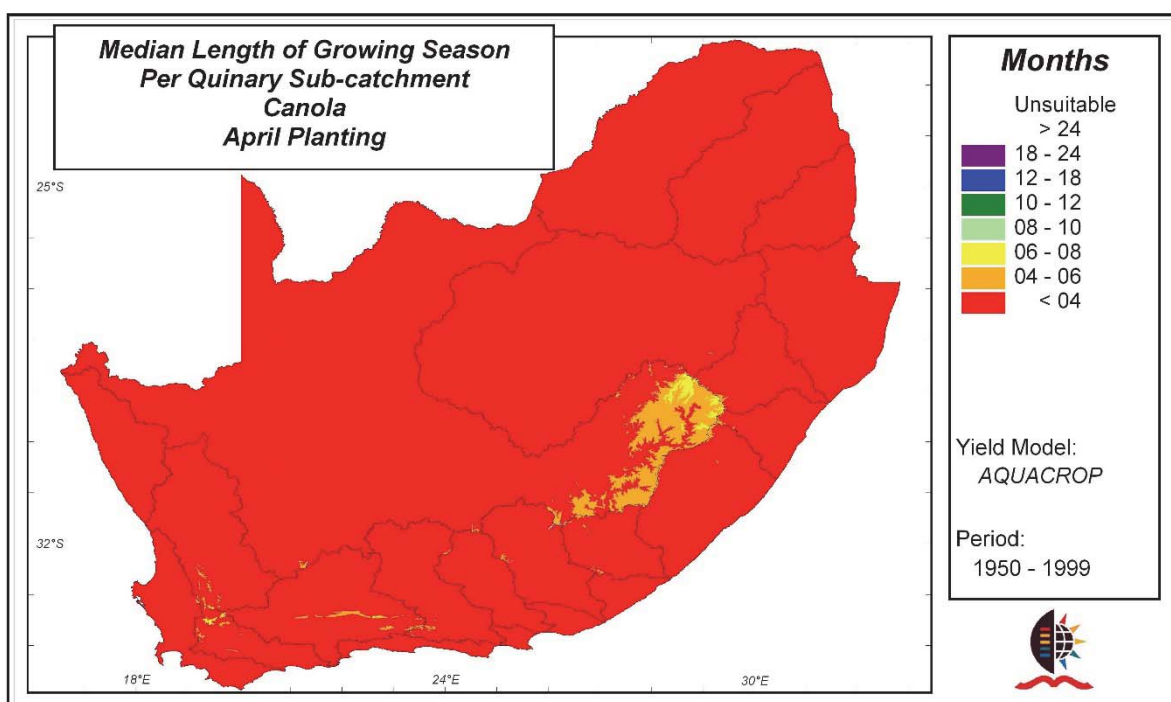 Median Length of Growing Season
Per Quinary Sub-catchment
Canola
April Planting
25°S
32°S
18°E
24°E
30°E
Months
Unsuitable
> 24
18 - 24
12 - 18
10 - 12
08 - 10
06 - 08
04 - 06
< 04
Yield Model:
AQUACROP
Period:
1950 - 1999